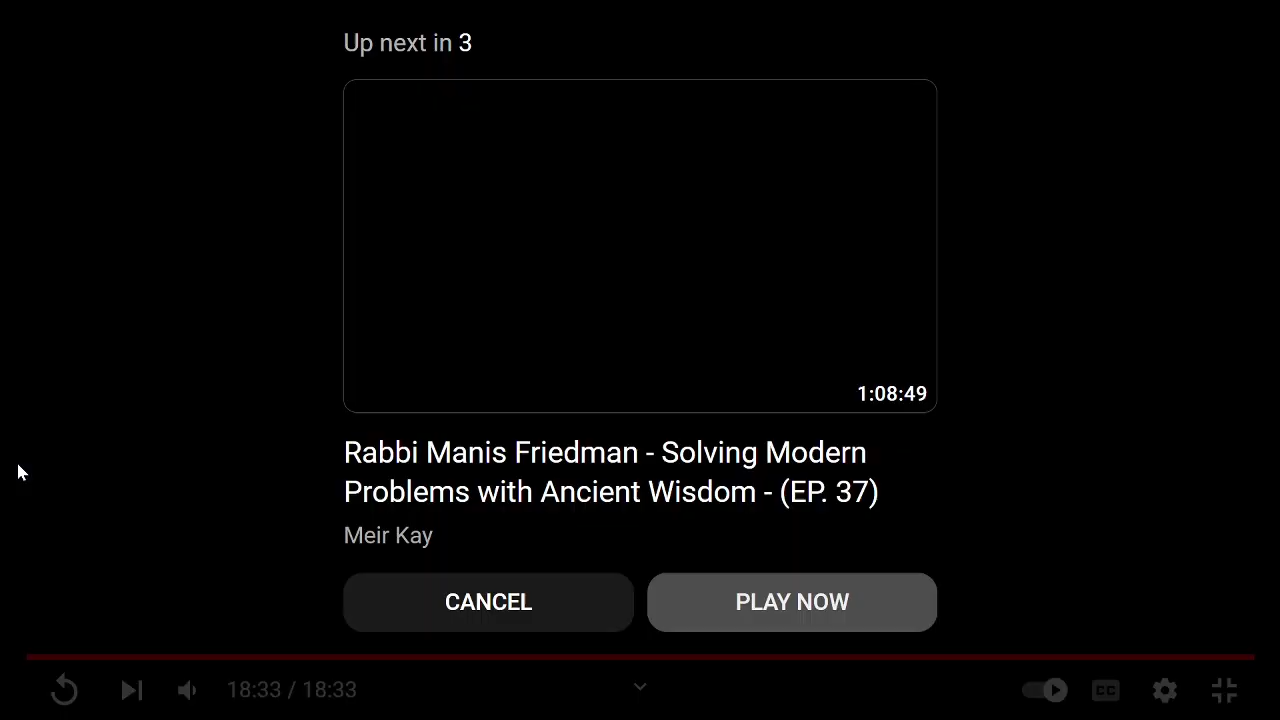 Up next in 3
1:08:49
Rabbi Manis Friedman - Solving Modern
Problems with Ancient Wisdom - (EP. 37)
Meir Kay
CANCEL
PLAY NOW
18:33 / 18:33
CC